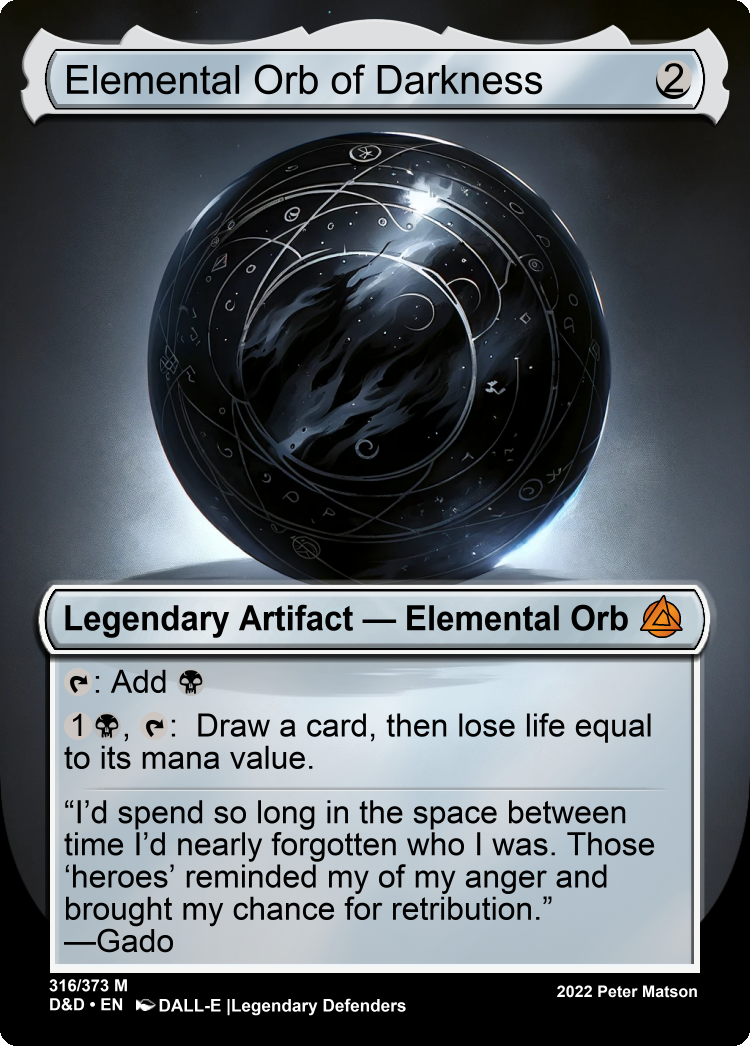 Elemental Orb of Darkness 2
Legendary Artifact — Elemental Orb
: Add
1 , : Draw a card, then lose life equal
to its mana value.
“I’d spend so long in the space between
time I’d nearly forgotten who I was. Those
‘heroes’ reminded my of my anger and
brought my chance for retribution.”
—Gado
316/373 M
D&D • EN DALL-E |Legendary Defenders
2022 Peter Matson